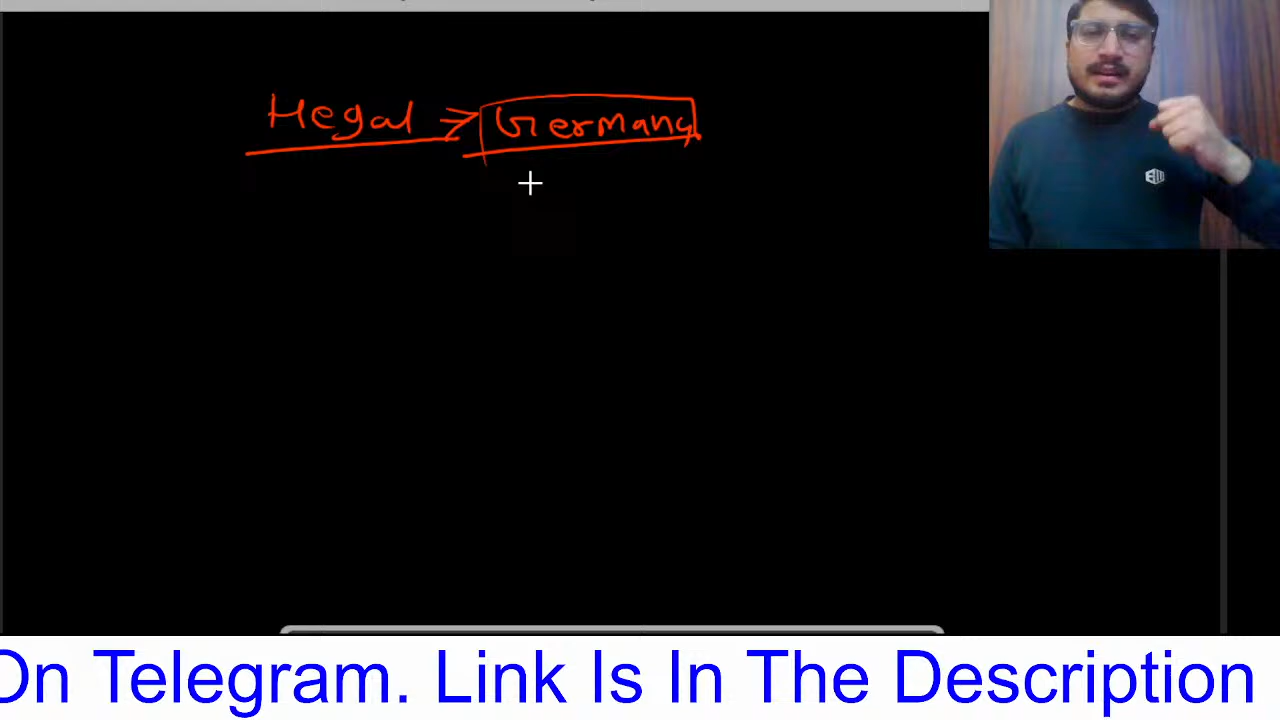 Hegal => Germany
On Telegram. Link Is In The Description